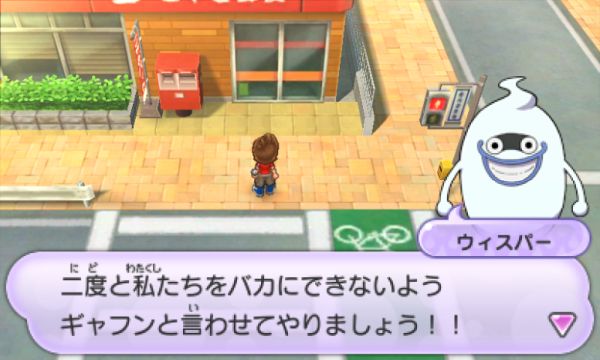 ウィスパー
二度と私たちをバカにできないよう
ギャフンと言わせてやりましょう！！